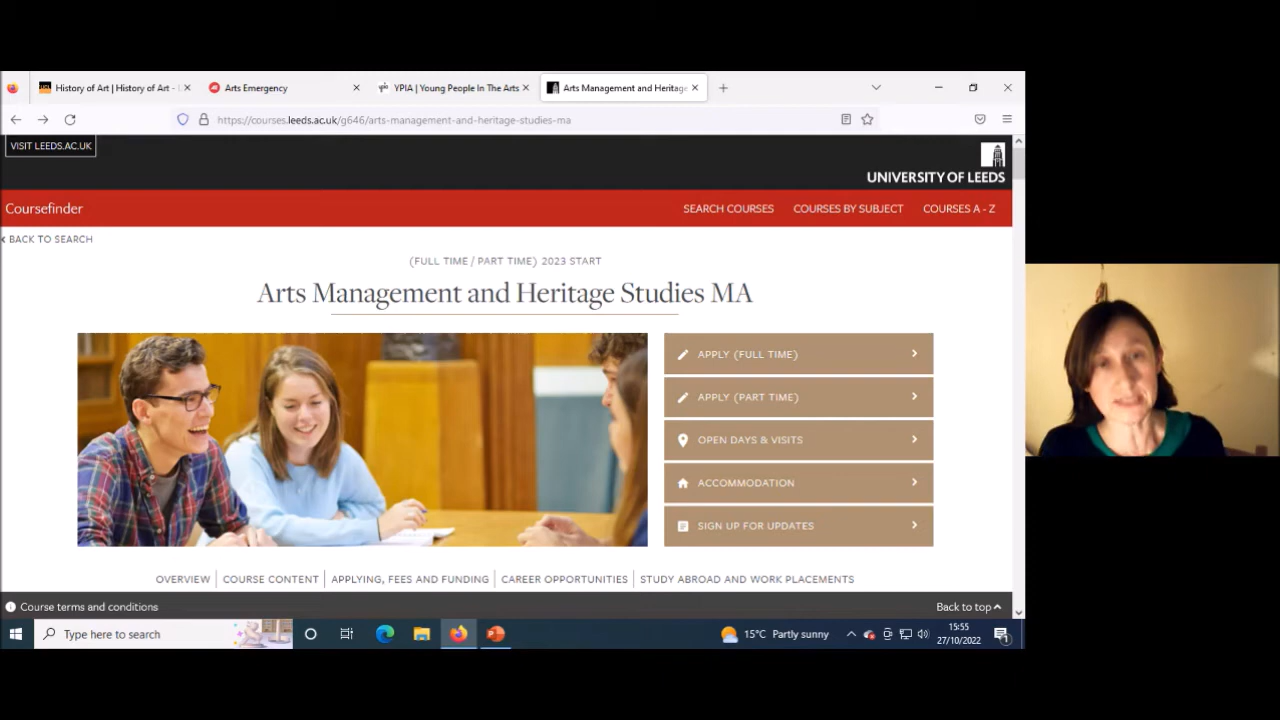 History of Art | History of Art -
Arts Emergency
YPIA | Young People In The Arts
Arts Management and Heritage
https://courses.leeds.ac.uk/g646/arts-management-and-heritage-studies-ma
VISIT LEEDS.AC.UK
UNIVERSITY OF LEEDS
Coursefinder
SEARCH COURSES
COURSES BY SUBJECT
COURSES A - Z
BACK TO SEARCH
(FULL TIME / PART TIME) 2023 START
Arts Management and Heritage Studies MA
APPLY (FULL TIME)
APPLY (PART TIME)
OPEN DAYS & VISITS
ACCOMMODATION
SIGN UP FOR UPDATES
OVERVIEW
COURSE CONTENT
APPLYING, FEES AND FUNDING
CAREER OPPORTUNITIES
STUDY ABROAD AND WORK PLACEMENTS
Course terms and conditions
Back to top
Type here to search
15°C Partly sunny
15:55
27/10/2022